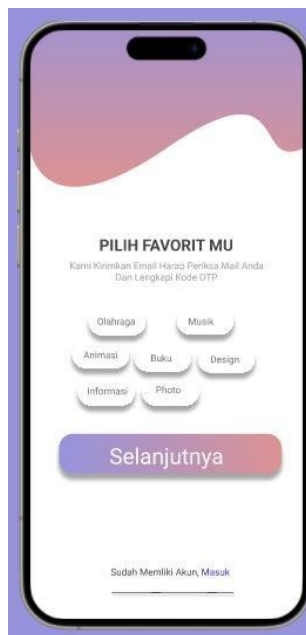 PILIH FAVORIT MU
Kami Kirimkan Email Harap Periksa Mail Anda
Dan Lengkapi Kode OTP
Olahraga
Musik
Animasi
Buku
Design
Informasi
Photo
Selanjutnya
Sudah Memliki Akun, Masuk